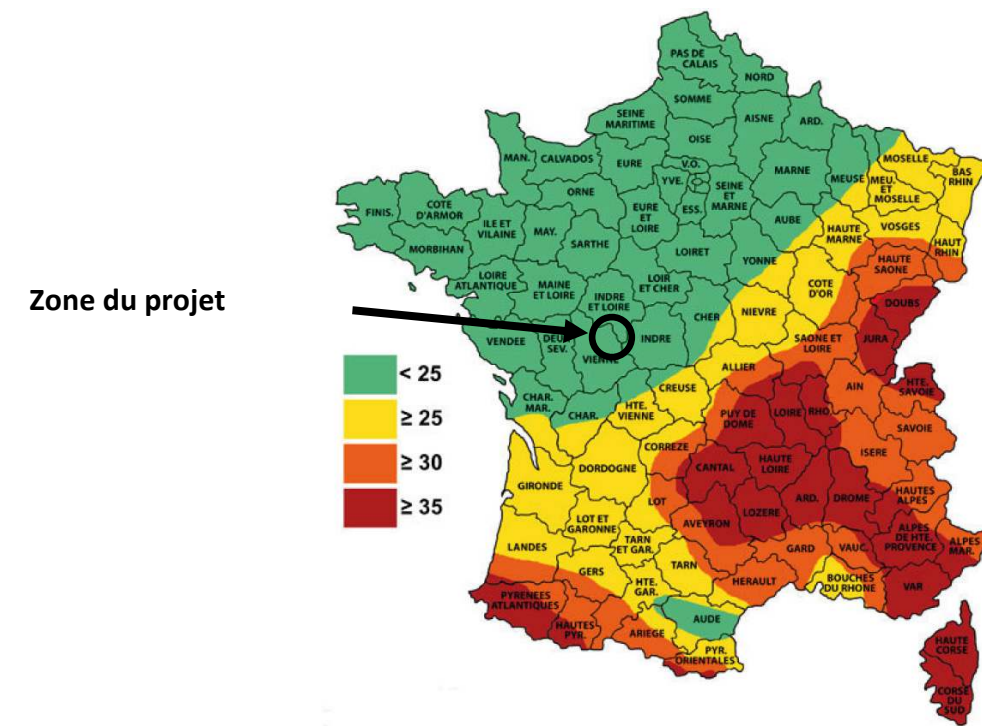 PAS DE
CALAIS
NORD
SOMME
SEINE
MARITIME
AISNE
ARD.
OISE
MAN.
CALVADOS
EURE
V.O.
MARNE
MEUSE
MOSELLE
MEU.
ET
MOSELLE
BAS
RHIN
YVE.
SEINE
ET
MARNE
ORNE
FINIS.
COTE
D'ARMOR
ILE ET
VILAINE
MAY.
EURE
ET
LOIRE
ESS.
AUBE
HAUTE
MARNE
VOSGES
HAUT
RHIN
MORBIHAN
SARTHE
LOIRET
YONNE
HAUTE
SAONE
LOIRE
ATLANTIQUE
MAINE
ET LOIRE
INDRE
ET LOIRE
LOIR
ET CHER
COTE
D'OR
DOUBS
Zone du projet
CHER
NIEVRE
VENDEE
DEUX
SEV.
VIENNE
INDRE
SAONE ET
LOIRE
JURA
< 25
≥ 25
≥ 30
≥ 35
ALLIER
CREUSE
AIN
HTE.
SAVOIE
CHAR.
MAR.
CHAR.
HTE.
VIENNE
PUY DE
DOME
LOIRE
RHO.
SAVOIE
CORREZE
ISERE
DORDOGNE
CANTAL
HAUTE
LOIRE
GIRONDE
LOT
ARD.
DROME
HAUTES
ALPES
LOT ET
GARONNE
AVEYRON
LOZERE
LANDES
TARN
ET GAR.
GARD
VAUC.
ALPES
DE HTE.
PROVENCE
ALPES
MAR.
GERS
TARN
HERAULT
BOUCHES
DU RHONE
VAR
HTE.
GAR.
PYRENEES
ATLANTIQUES
HAUTES
PYR.
ARIEGE
AUDE
PYR.
ORIENTALES
HAUTE
CORSE
CORSE
DU
SUD